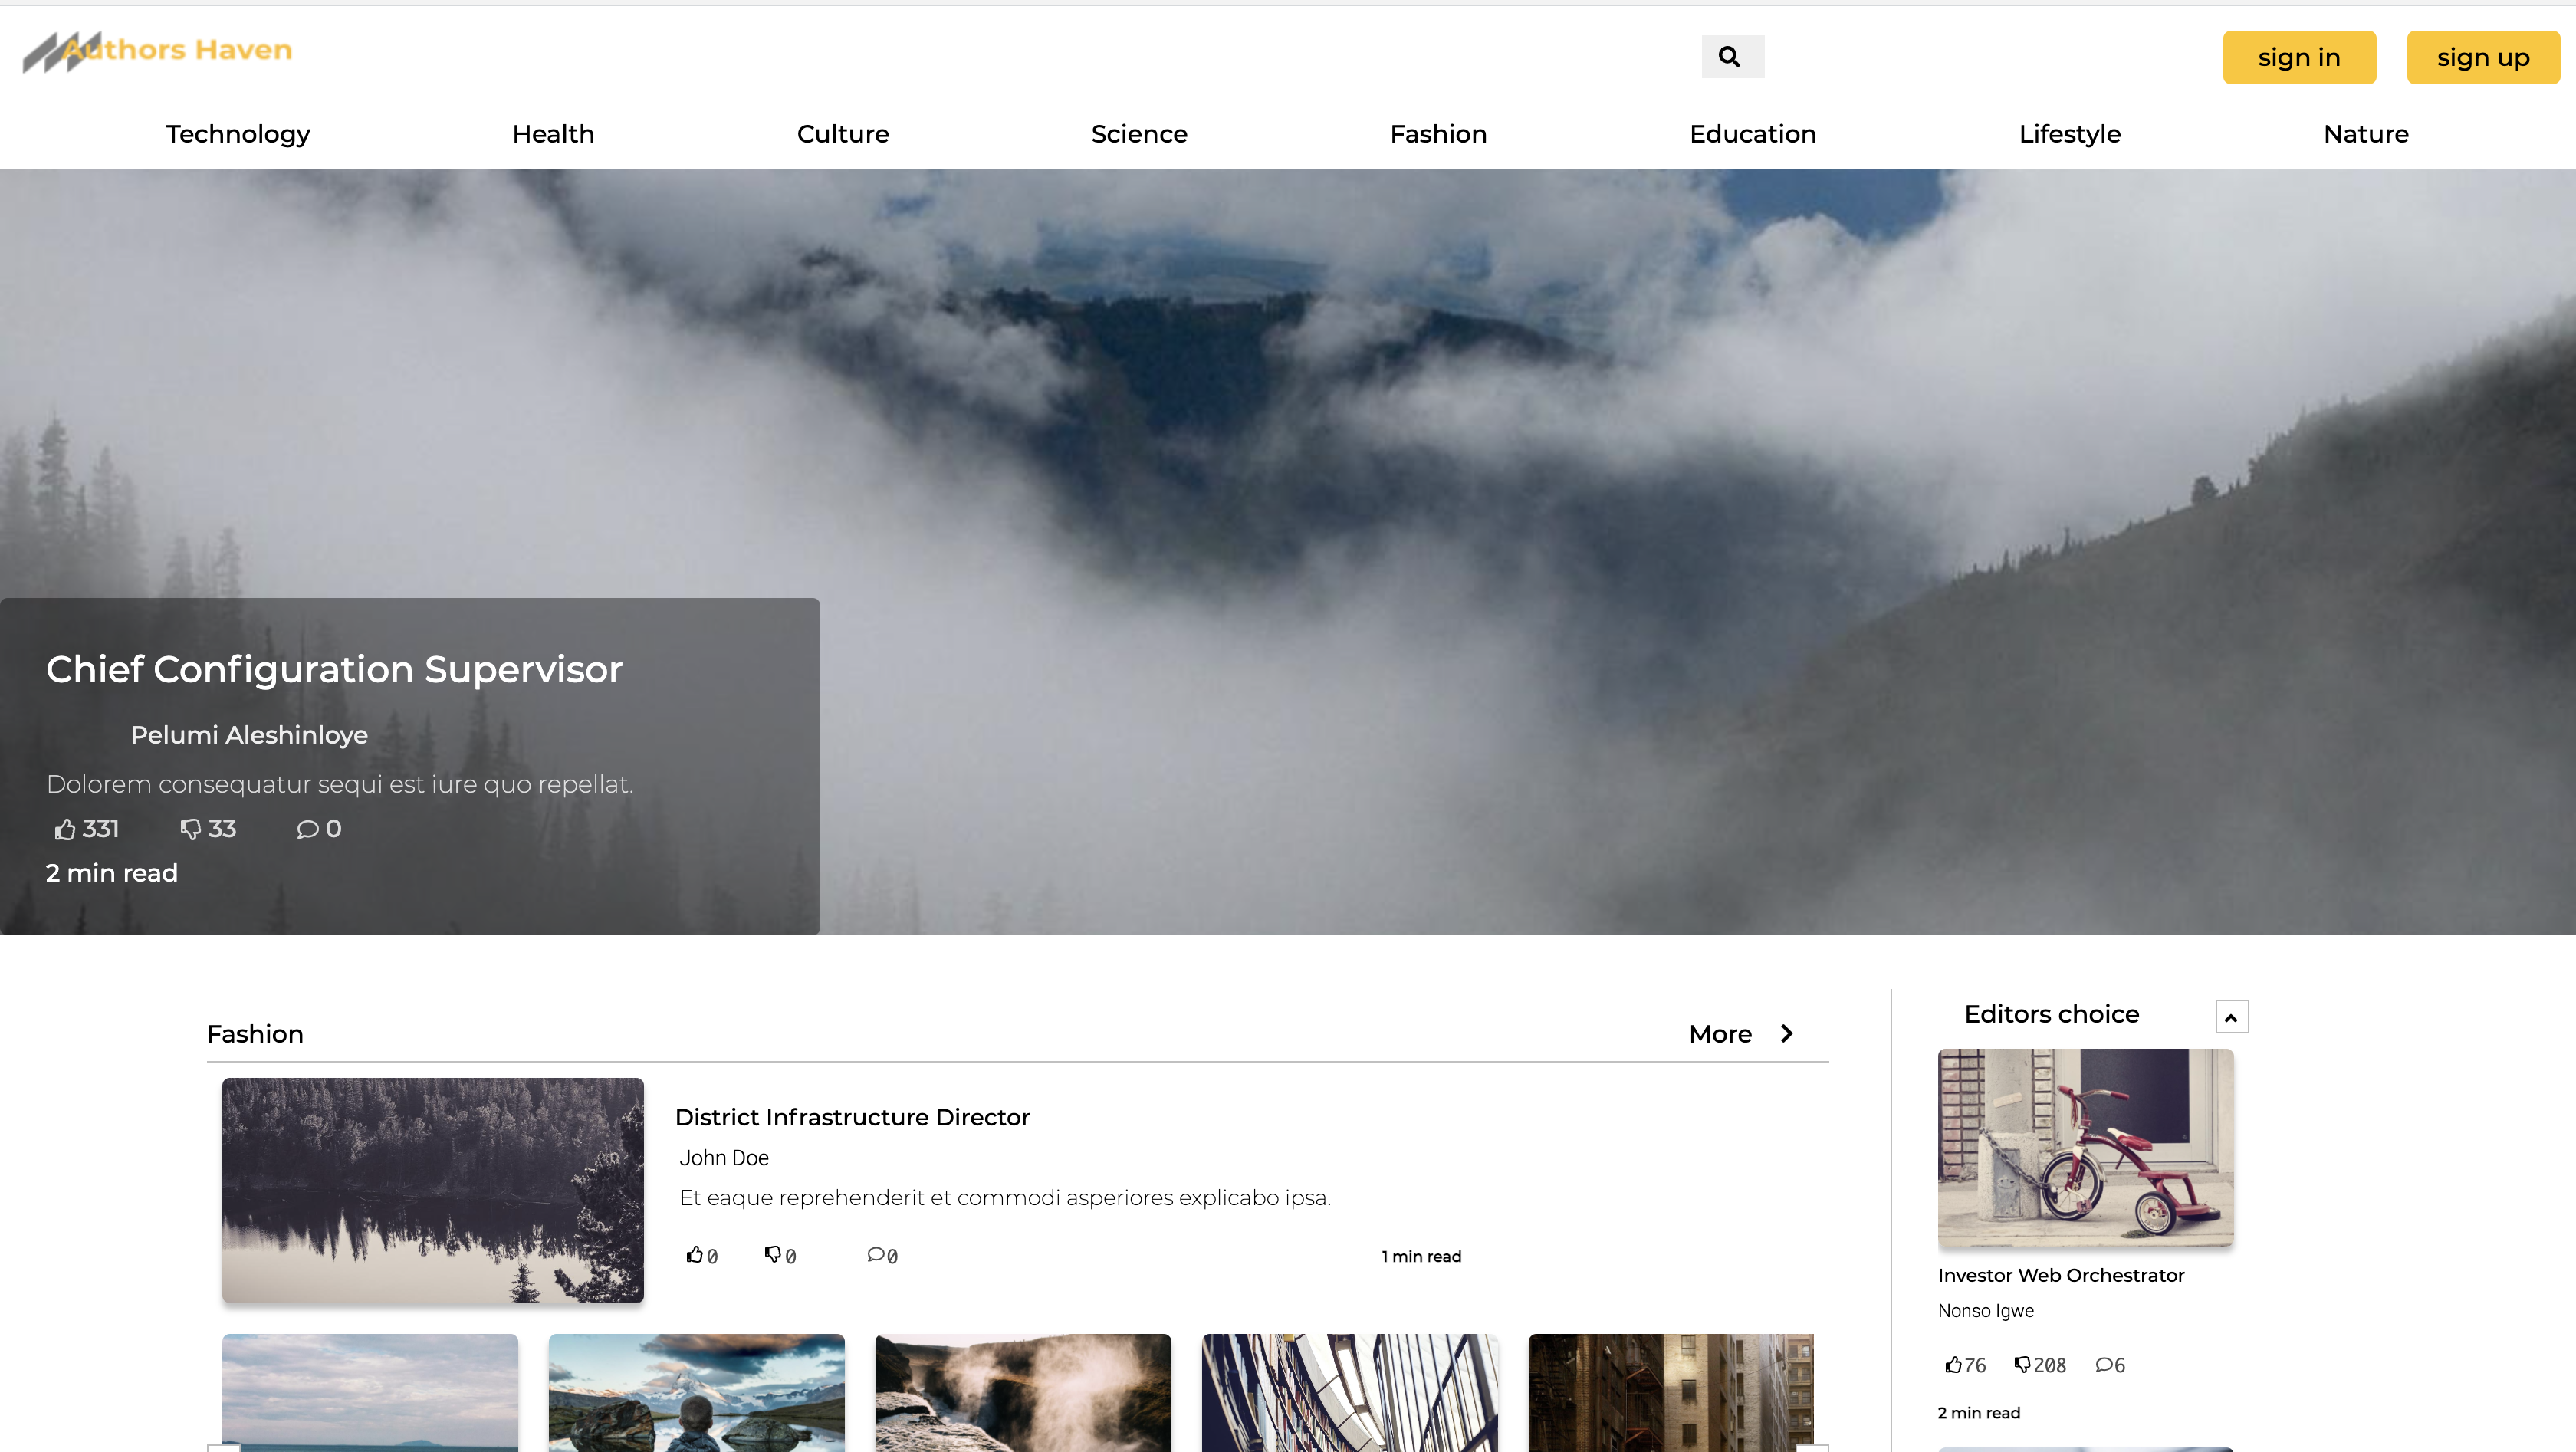 Authors Haven
sign in
sign up
Technology
Health
Culture
Science
Fashion
Education
Lifestyle
Nature
Chief Configuration Supervisor
Pelumi Aleshinloye
Dolorem consequatur sequi est iure quo repellat.
331 33 0
2 min read
Fashion
More
District Infrastructure Director
John Doe
Et eaque reprehenderit et commodi asperiores explicabo ipsa.
0 0 0
1 min read
Editors choice
Investor Web Orchestrator
Nonso Igwe
76 208 6
2 min read